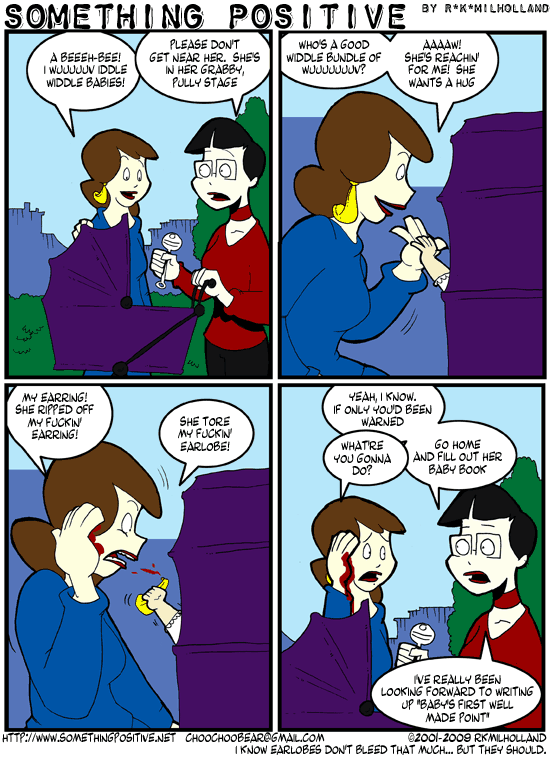 SOMETHING POSITIVE BY R*K*MILHOLLAND
A BEEEH-BEE!
I WUUUUUV IDDLE
WIDDLE BABIES!
PLEASE DON'T
GET NEAR HER. SHE'S
IN HER GRABBY,
PULLY STAGE
WHO'S A GOOD
WIDDLE BUNDLE OF
WUUUUUUUV?
AAAAW!
SHE'S REACHIN'
FOR ME! SHE
WANTS A HUG
MY EARRING!
SHE RIPPED OFF
MY FUCKIN'
EARRING!
SHE TORE
MY FUCKIN'
EARLOBE!
YEAH, I KNOW.
IF ONLY YOU'D BEEN
WARNED
WHAT'RE
YOU GONNA
DO?
GO HOME
AND FILL OUT HER
BABY BOOK
I'VE REALLY BEEN
LOOKING FORWARD TO WRITING
UP "BABY'S FIRST WELL
MADE POINT"
HTTP://WWW.SOMETHINGPOSITIVE.NET CHOOCHOOBEAR@GMAIL.COM ©2001-2009 RKMILHOLLAND
I KNOW EARLOBES DON'T BLEED THAT MUCH... BUT THEY SHOULD.